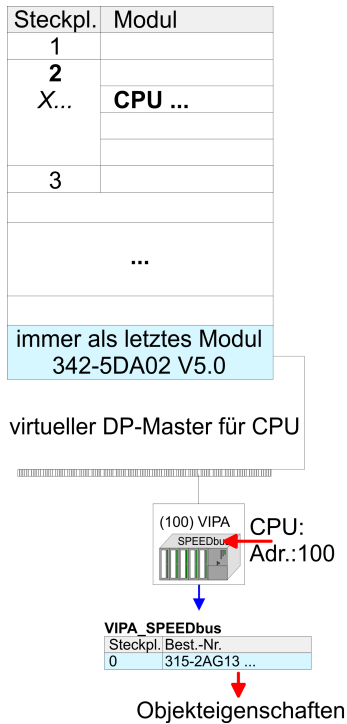 Steckpl. Modul
1
2
X... CPU ...
3
...
immer als letztes Modul
342-5DA02 V5.0
virtueller DP-Master für CPU
(100) VIPA
SPEEDbus
CPU:
Adr.:100
VIPA_SPEEDbus
Steckpl. Best.-Nr.
0 315-2AG13 ...
Objekteigenschaften